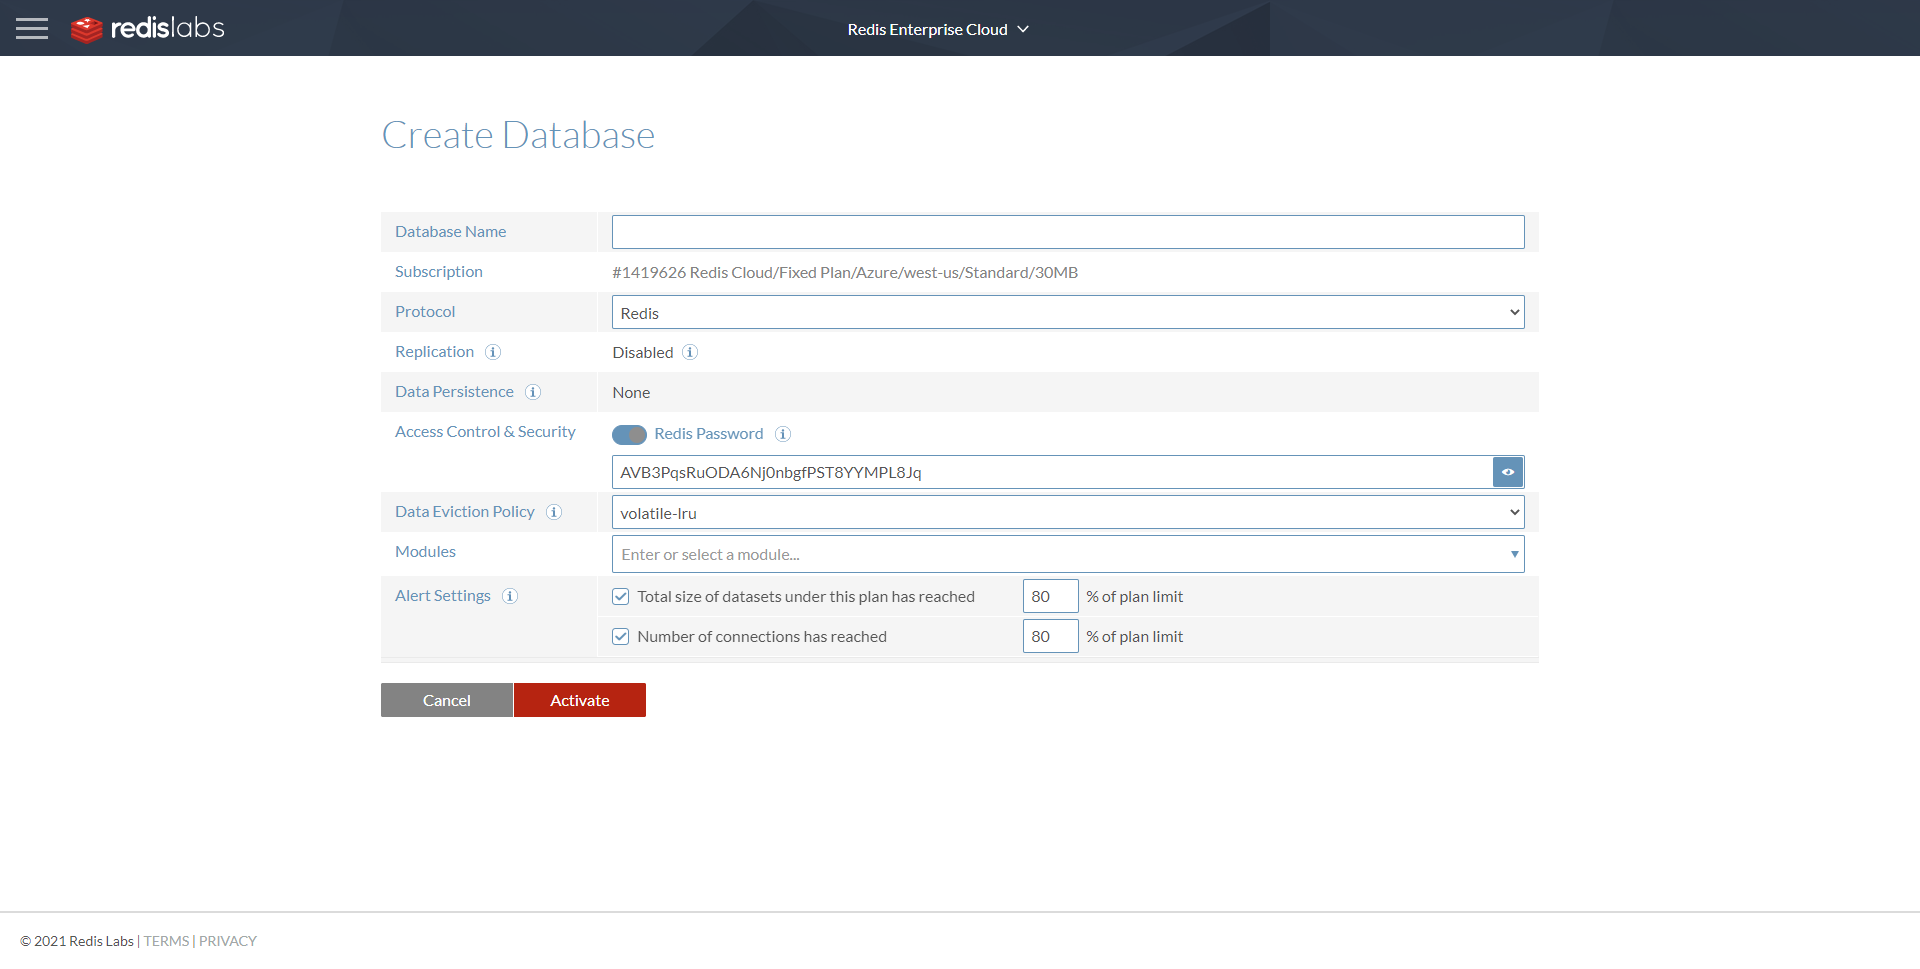 redislabs
Redis Enterprise Cloud
Create Database
Database Name
Subscription #1419626 Redis Cloud/Fixed Plan/Azure/west-us/Standard/30MB
Protocol Redis
Replication Disabled
Data Persistence None
Access Control & Security Redis Password
AVB3PqsRuODA6Nj0nbgfPST8YYMPL8Jq
Data Eviction Policy volatile-lru
Modules Enter or select a module...
Alert Settings Total size of datasets under this plan has reached 80 % of plan limit
Number of connections has reached 80 % of plan limit
Cancel Activate
© 2021 Redis Labs | TERMS | PRIVACY